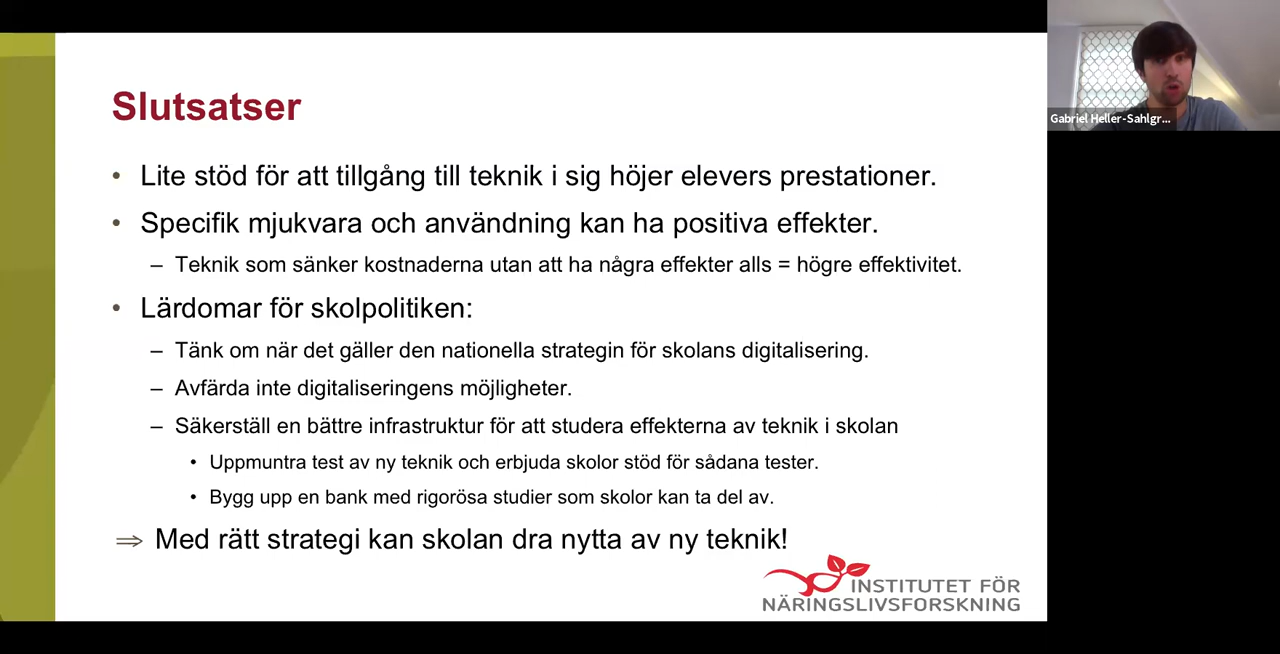 Slutsatser
• Lite stöd för att tillgång till teknik i sig höjer elevers prestationer.
• Specifik mjukvara och användning kan ha positiva effekter.
– Teknik som sänker kostnaderna utan att ha några effekter alls = högre effektivitet.
• Lärdomar för skolpolitiken:
– Tänk om när det gäller den nationella strategin för skolans digitalisering.
– Avfärda inte digitaliseringens möjligheter.
– Säkerställ en bättre infrastruktur för att studera effekterna av teknik i skolan
• Uppmuntra test av ny teknik och erbjuda skolor stöd för sådana tester.
• Bygg upp en bank med rigorösa studier som skolor kan ta del av.
⇒ Med rätt strategi kan skolan dra nytta av ny teknik!
INSTITUTET FÖR
NÄRINGSLIVSFORSKNING
Gabriel Heller-Sahlgr...